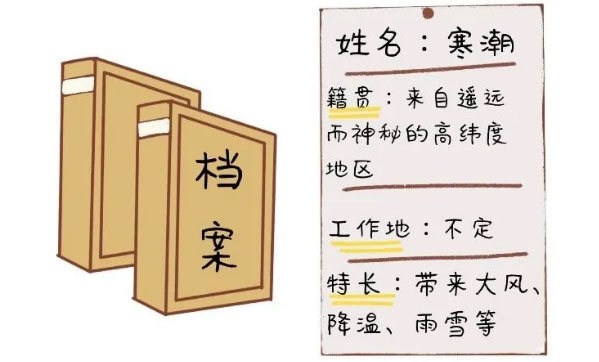 档
案
姓名：寒潮
籍贯：来自遥远
而神秘的高纬度
地区
工作地：不定
特长：带来大风、
降温、雨雪等